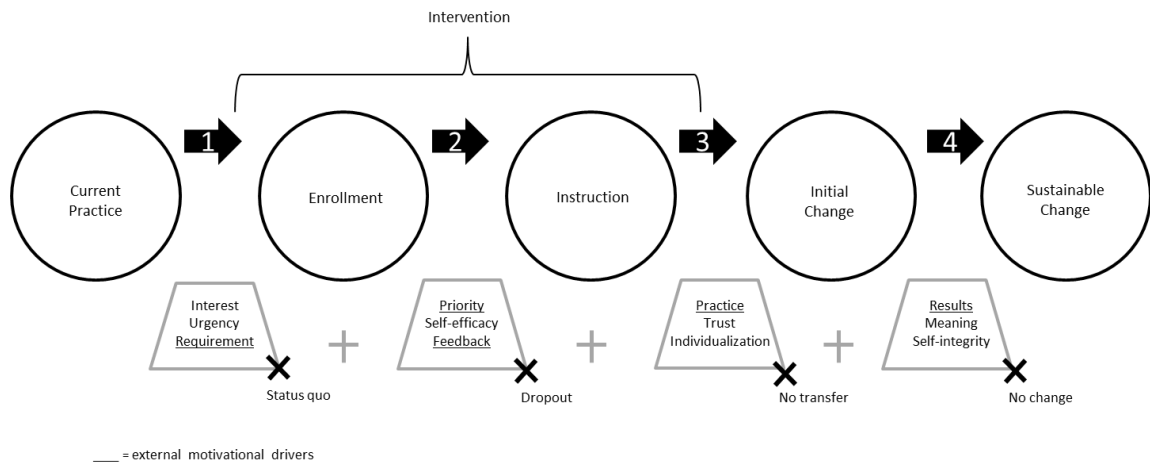 Intervention
1
2
3
4
Current
Practice
Enrollment
Instruction
Initial
Change
Sustainable
Change
Interest
Urgency
Requirement
Status quo
Priority
Self-efficacy
Feedback
Dropout
Practice
Trust
Individualization
No transfer
Results
Meaning
Self-integrity
No change
= external motivational drivers